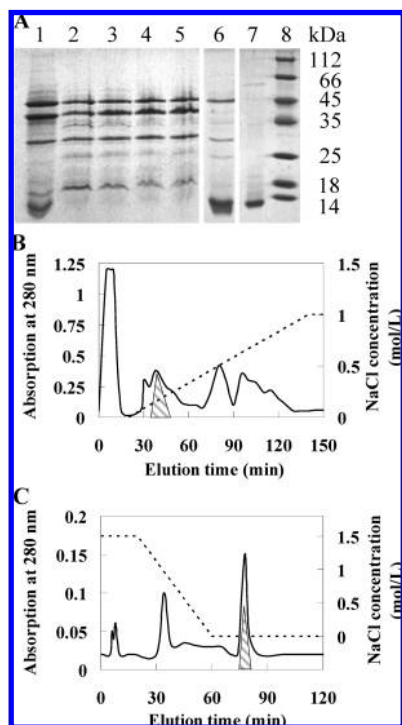 A
1 2 3 4 5 6 7 8 kDa
112
66
45
35
25
18
14
B
Absorption at 280 nm
1.25
1
0.75
0.5
0.25
0
NaCl concentration
(mol/L)
1.5
1
0.5
0
0 30 60 90 120 150
Elution time (min)
C
Absorption at 280 nm
0.2
0.15
0.1
0.05
0
NaCl concentration
(mol/L)
1.5
1
0.5
0
0 30 60 90 120
Elution time (min)